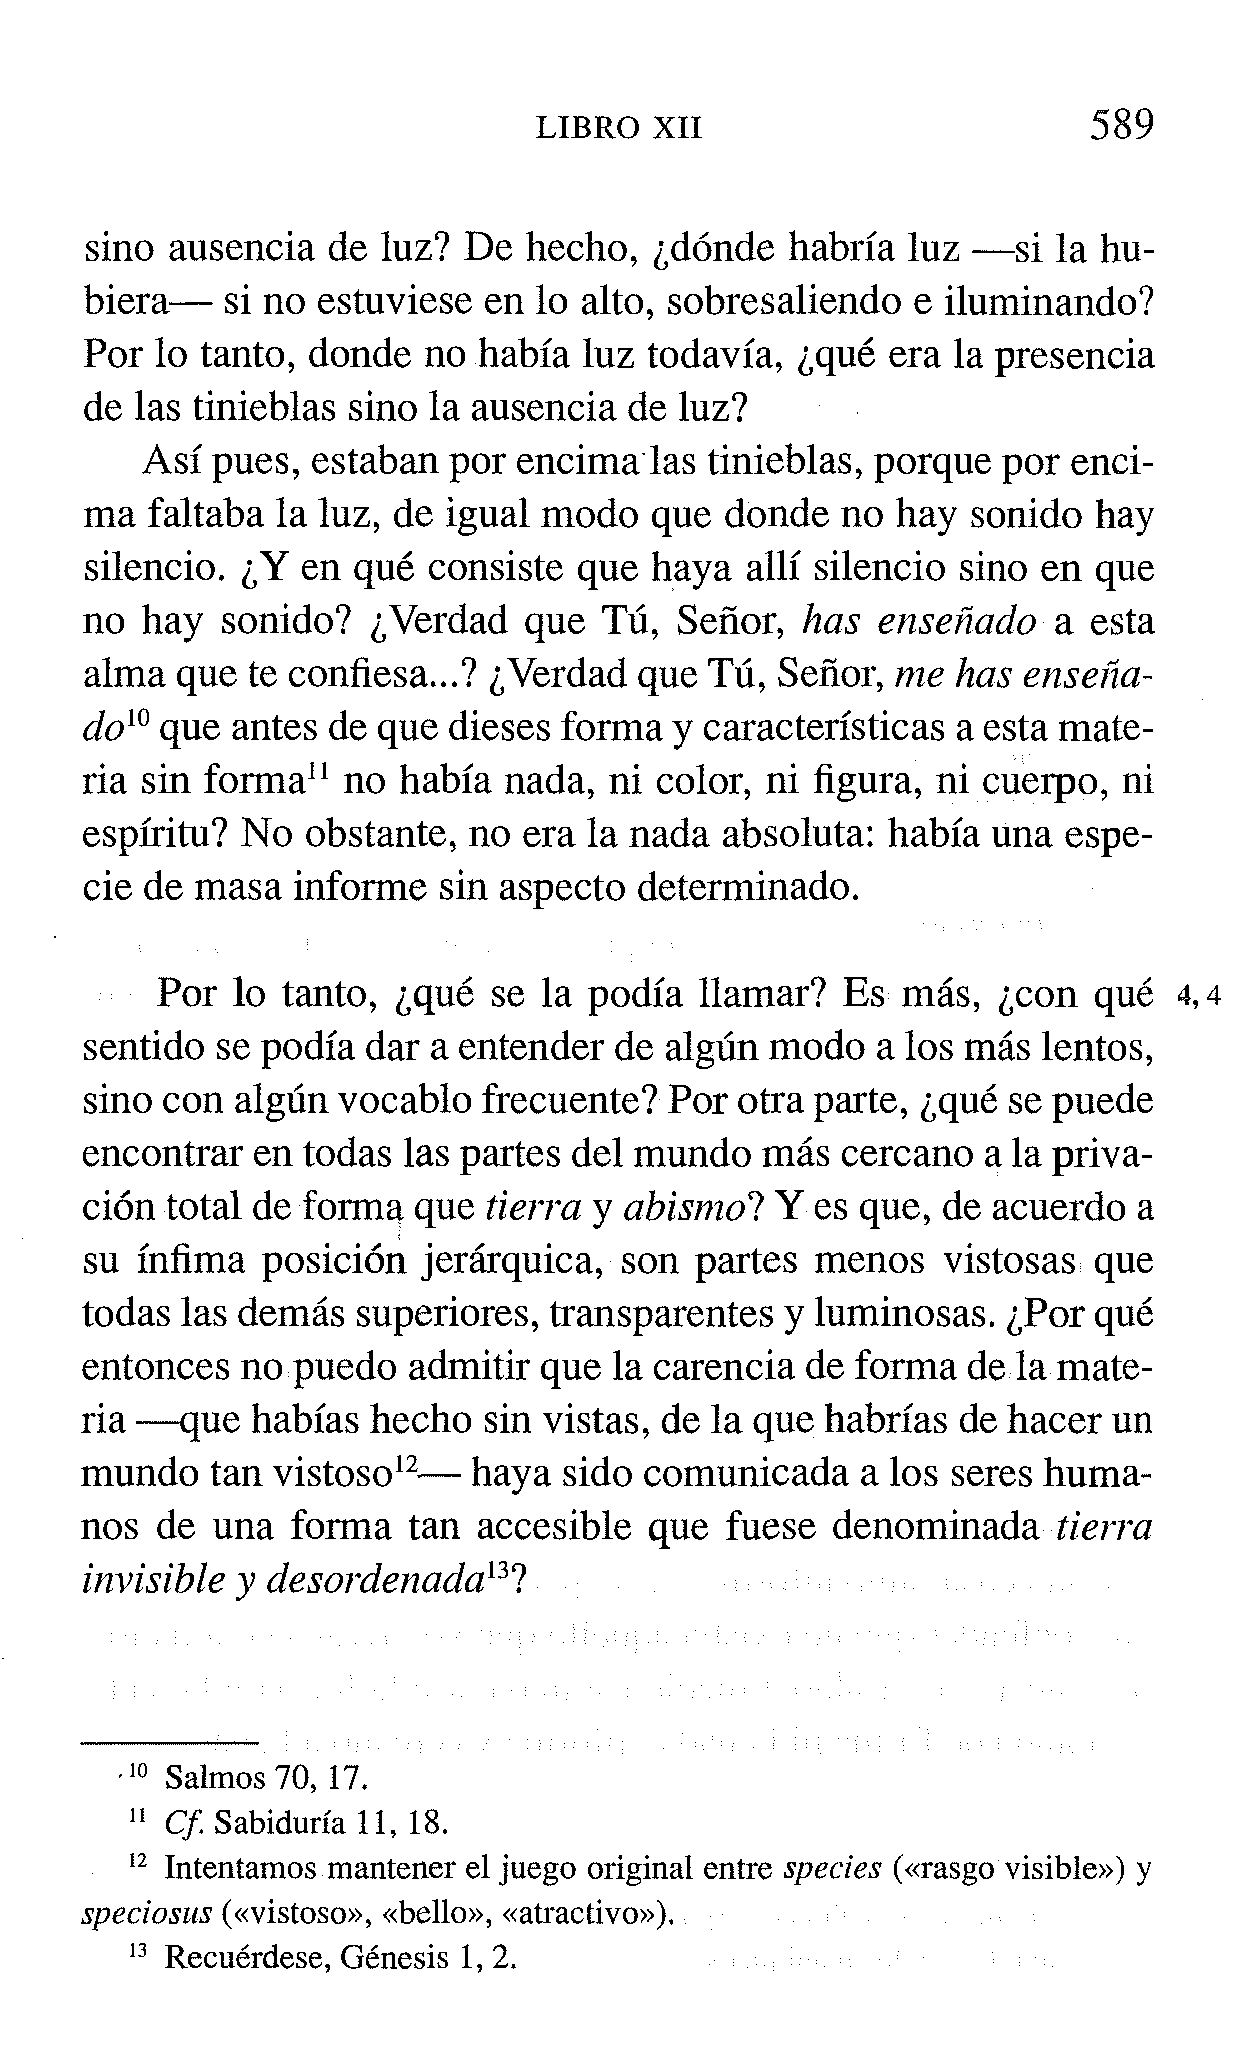 LIBRO XII 589
sino ausencia de luz? De hecho, ¿dónde habría luz —si la hu-
biera— si no estuviese en lo alto, sobresaliendo e iluminando?
Por lo tanto, donde no había luz todavía, ¿qué era la presencia
de las tinieblas sino la ausencia de luz?
Así pues, estaban por encima las tinieblas, porque por enci-
ma faltaba la luz, de igual modo que donde no hay sonido hay
silencio. ¿Y en qué consiste que haya allí silencio sino en que
no hay sonido? ¿Verdad que Tú, Señor, has enseñado a esta
alma que te confiesa...? ¿Verdad que Tú, Señor, me has enseña-
do¹⁰ que antes de que dieses forma y características a esta mate-
ria sin forma¹¹ no había nada, ni color, ni figura, ni cuerpo, ni
espíritu? No obstante, no era la nada absoluta: había una espe-
cie de masa informe sin aspecto determinado.
Por lo tanto, ¿qué se la podía llamar? Es más, ¿con qué 4, 4
sentido se podía dar a entender de algún modo a los más lentos,
sino con algún vocablo frecuente? Por otra parte, ¿qué se puede
encontrar en todas las partes del mundo más cercano a la priva-
ción total de forma que tierra y abismo? Y es que, de acuerdo a
su ínfima posición jerárquica, son partes menos vistosas que
todas las demás superiores, transparentes y luminosas. ¿Por qué
entonces no puedo admitir que la carencia de forma de la mate-
ria —que habías hecho sin vistas, de la que habrías de hacer un
mundo tan vistoso¹²— haya sido comunicada a los seres huma-
nos de una forma tan accesible que fuese denominada tierra
invisible y desordenada¹³?
¹⁰ Salmos 70, 17.
¹¹ Cf. Sabiduría 11, 18.
¹² Intentamos mantener el juego original entre species («rasgo visible») y
speciosus («vistoso», «bello», «atractivo»).
¹³ Recuérdese, Génesis 1, 2.